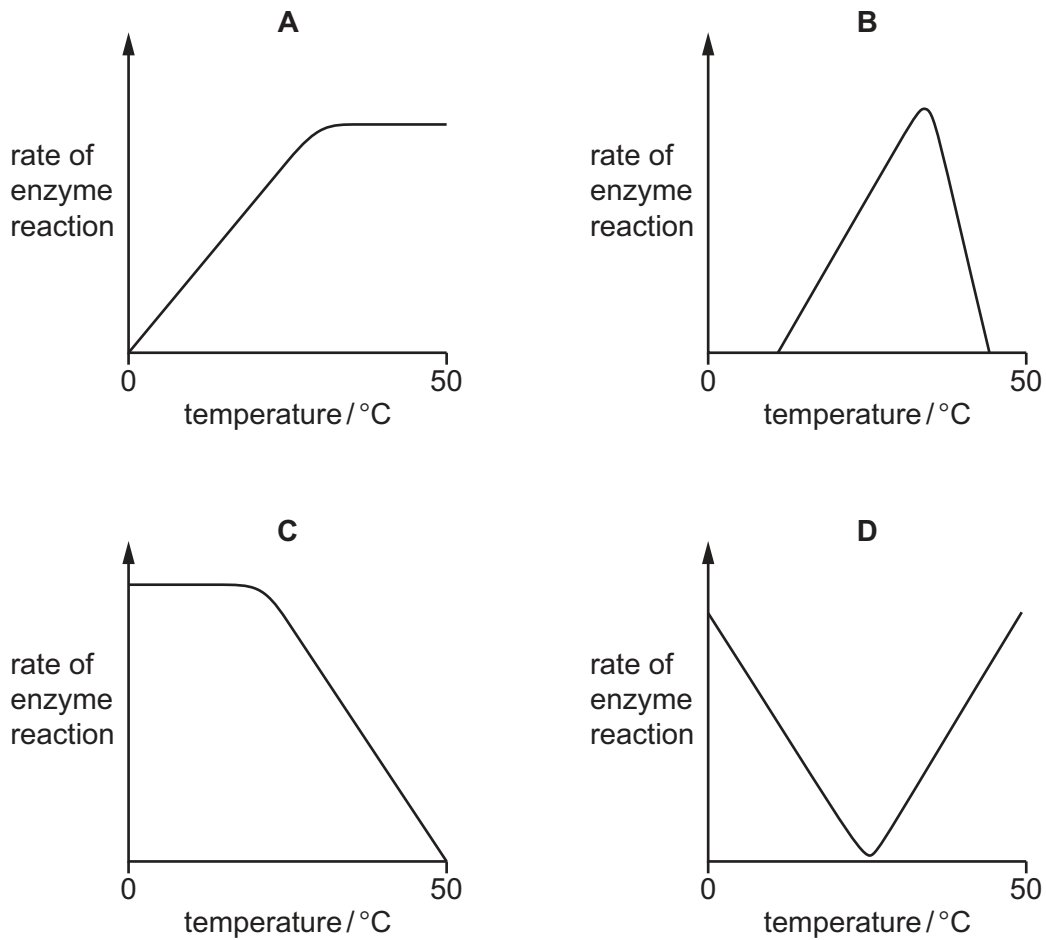 A
rate of
enzyme
reaction
0
50
temperature / °C
B
rate of
enzyme
reaction
0
50
temperature / °C
C
rate of
enzyme
reaction
0
50
temperature / °C
D
rate of
enzyme
reaction
0
50
temperature / °C